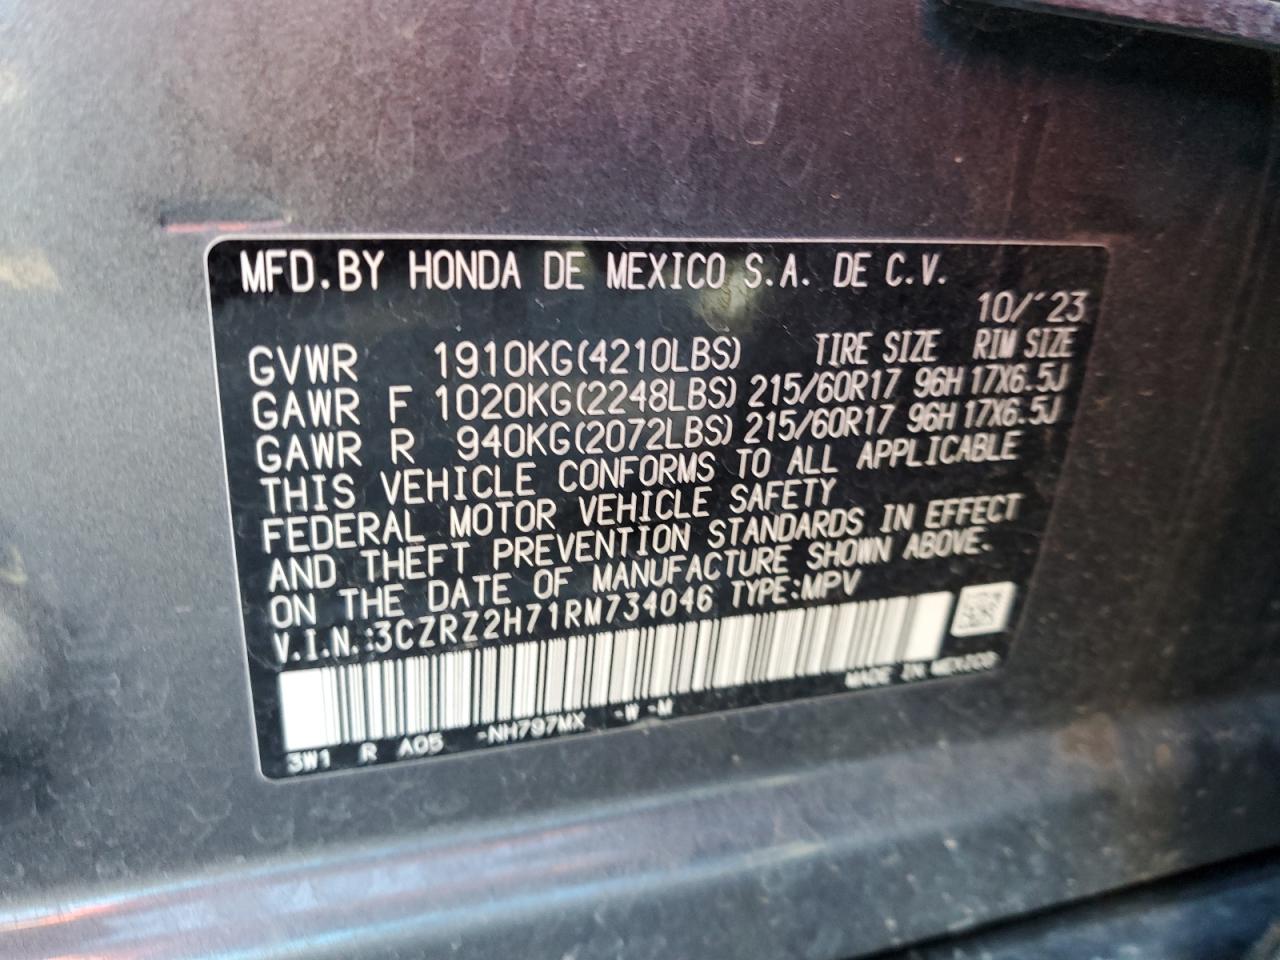 MFD.BY HONDA DE MEXICO S.A. DE C.V.
10/'23
GVWR 1910KG(4210LBS) TIRE SIZE RIM SIZE
GAWR F 1020KG(2248LBS) 215/60R17 96H 17X6.5J
GAWR R 940KG(2072LBS) 215/60R17 96H 17X6.5J
THIS VEHICLE CONFORMS TO ALL APPLICABLE
FEDERAL MOTOR VEHICLE SAFETY
AND THEFT PREVENTION STANDARDS IN EFFECT
ON THE DATE OF MANUFACTURE SHOWN ABOVE.
V.I.N.:3CZRZ2H71RM734046 TYPE:MPV
MADE IN MEXICO
3W1 R A05 -NH797MX -W -M